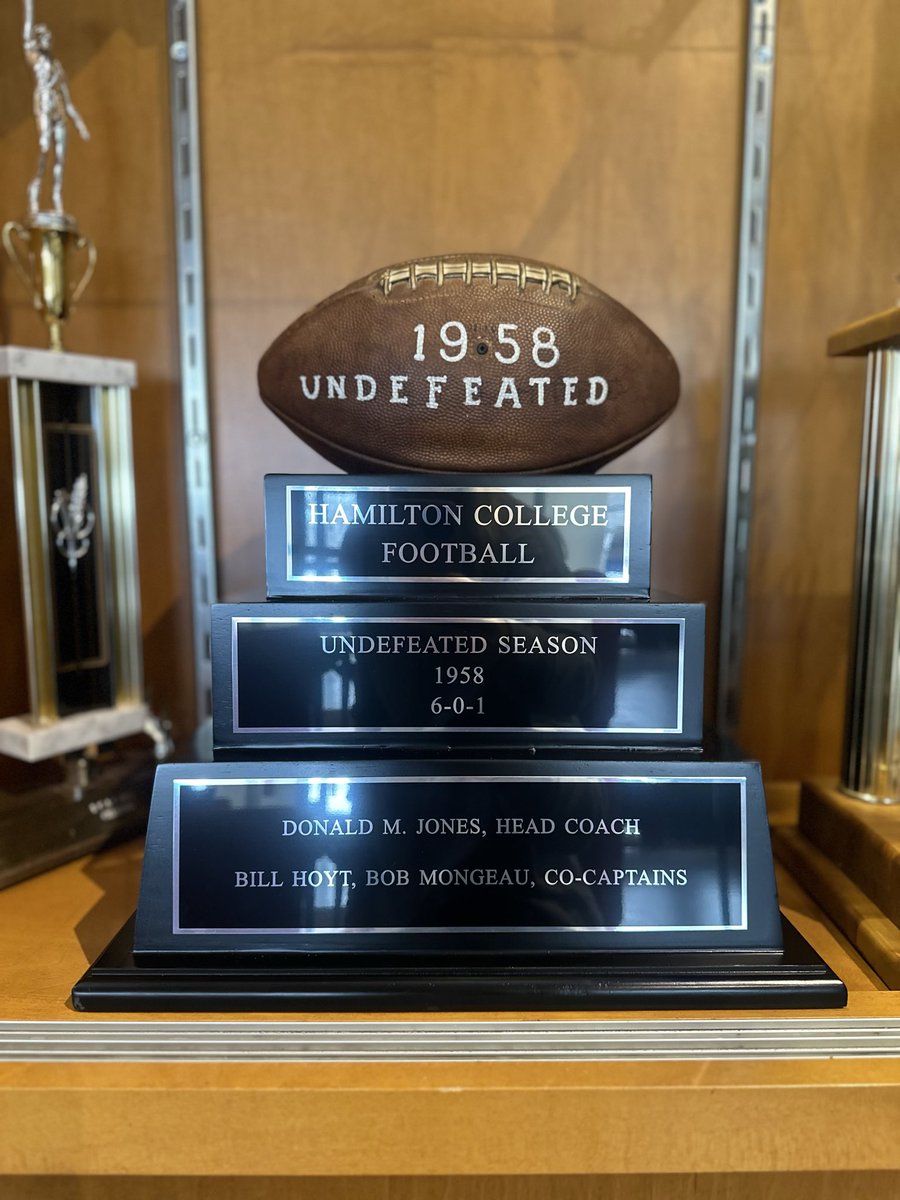 1958
UNDEFEATED
HAMILTON COLLEGE
FOOTBALL
UNDEFEATED SEASON
1958
6-0-1
DONALD M. JONES, HEAD COACH
BILL HOYT, BOB MONGEAU, CO-CAPTAINS